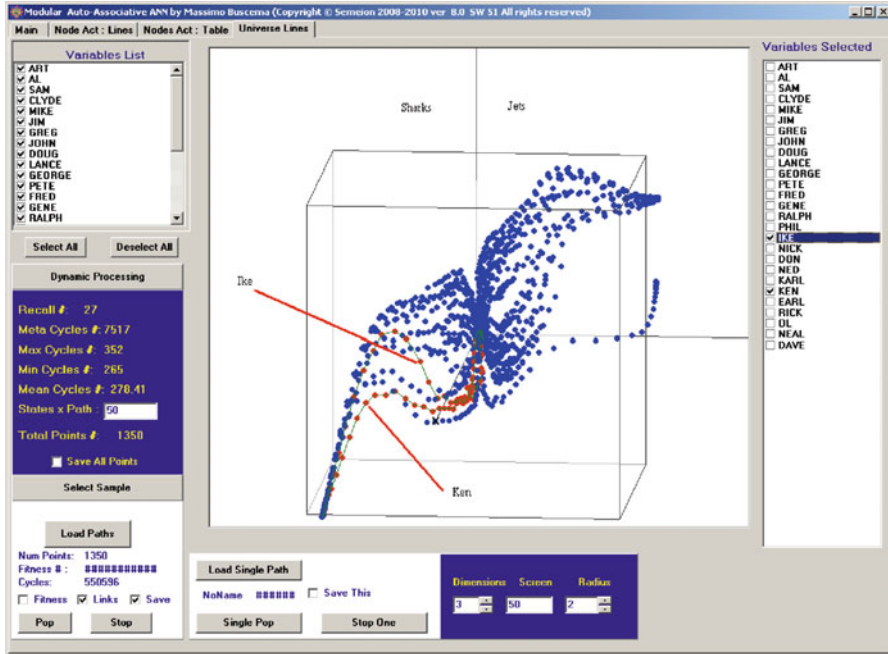 Modular Auto-Associative ANN by Massimo Buscema (Copyright © Semeion 2008-2010 ver 8.0 SW 51 All rights reserved)
Main Node Act : Lines Nodes Act : Table Universe Lines
Variables List
ART
AL
SAM
CLYDE
MIKE
JIM
GREG
JOHN
DOUG
LANCE
GEORGE
PETE
FRED
GENE
RALPH
Select All Deselect All
Dynamic Processing
Recall #: 27
Meta Cycles #: 7517
Max Cycles #: 352
Min Cycles #: 265
Mean Cycles #: 278.41
States x Path : 50
Total Points #: 1350
Save All Points
Select Sample
Load Paths
Num Points: 1350
Fitness # : ###########
Cycles: 550596
Fitness Links Save
Pop Stop
Sharks Jets
Ike
Ken
X
Load Single Path
NoName ###### Save This
Single Pop Stop One
Dimensions Screen Radius
3 50 2
Variables Selected
ART
AL
SAM
CLYDE
MIKE
JIM
GREG
JOHN
DOUG
LANCE
GEORGE
PETE
FRED
GENE
RALPH
PHIL
IKE
NICK
DON
NED
KARL
KEN
EARL
RICK
OL
NEAL
DAVE